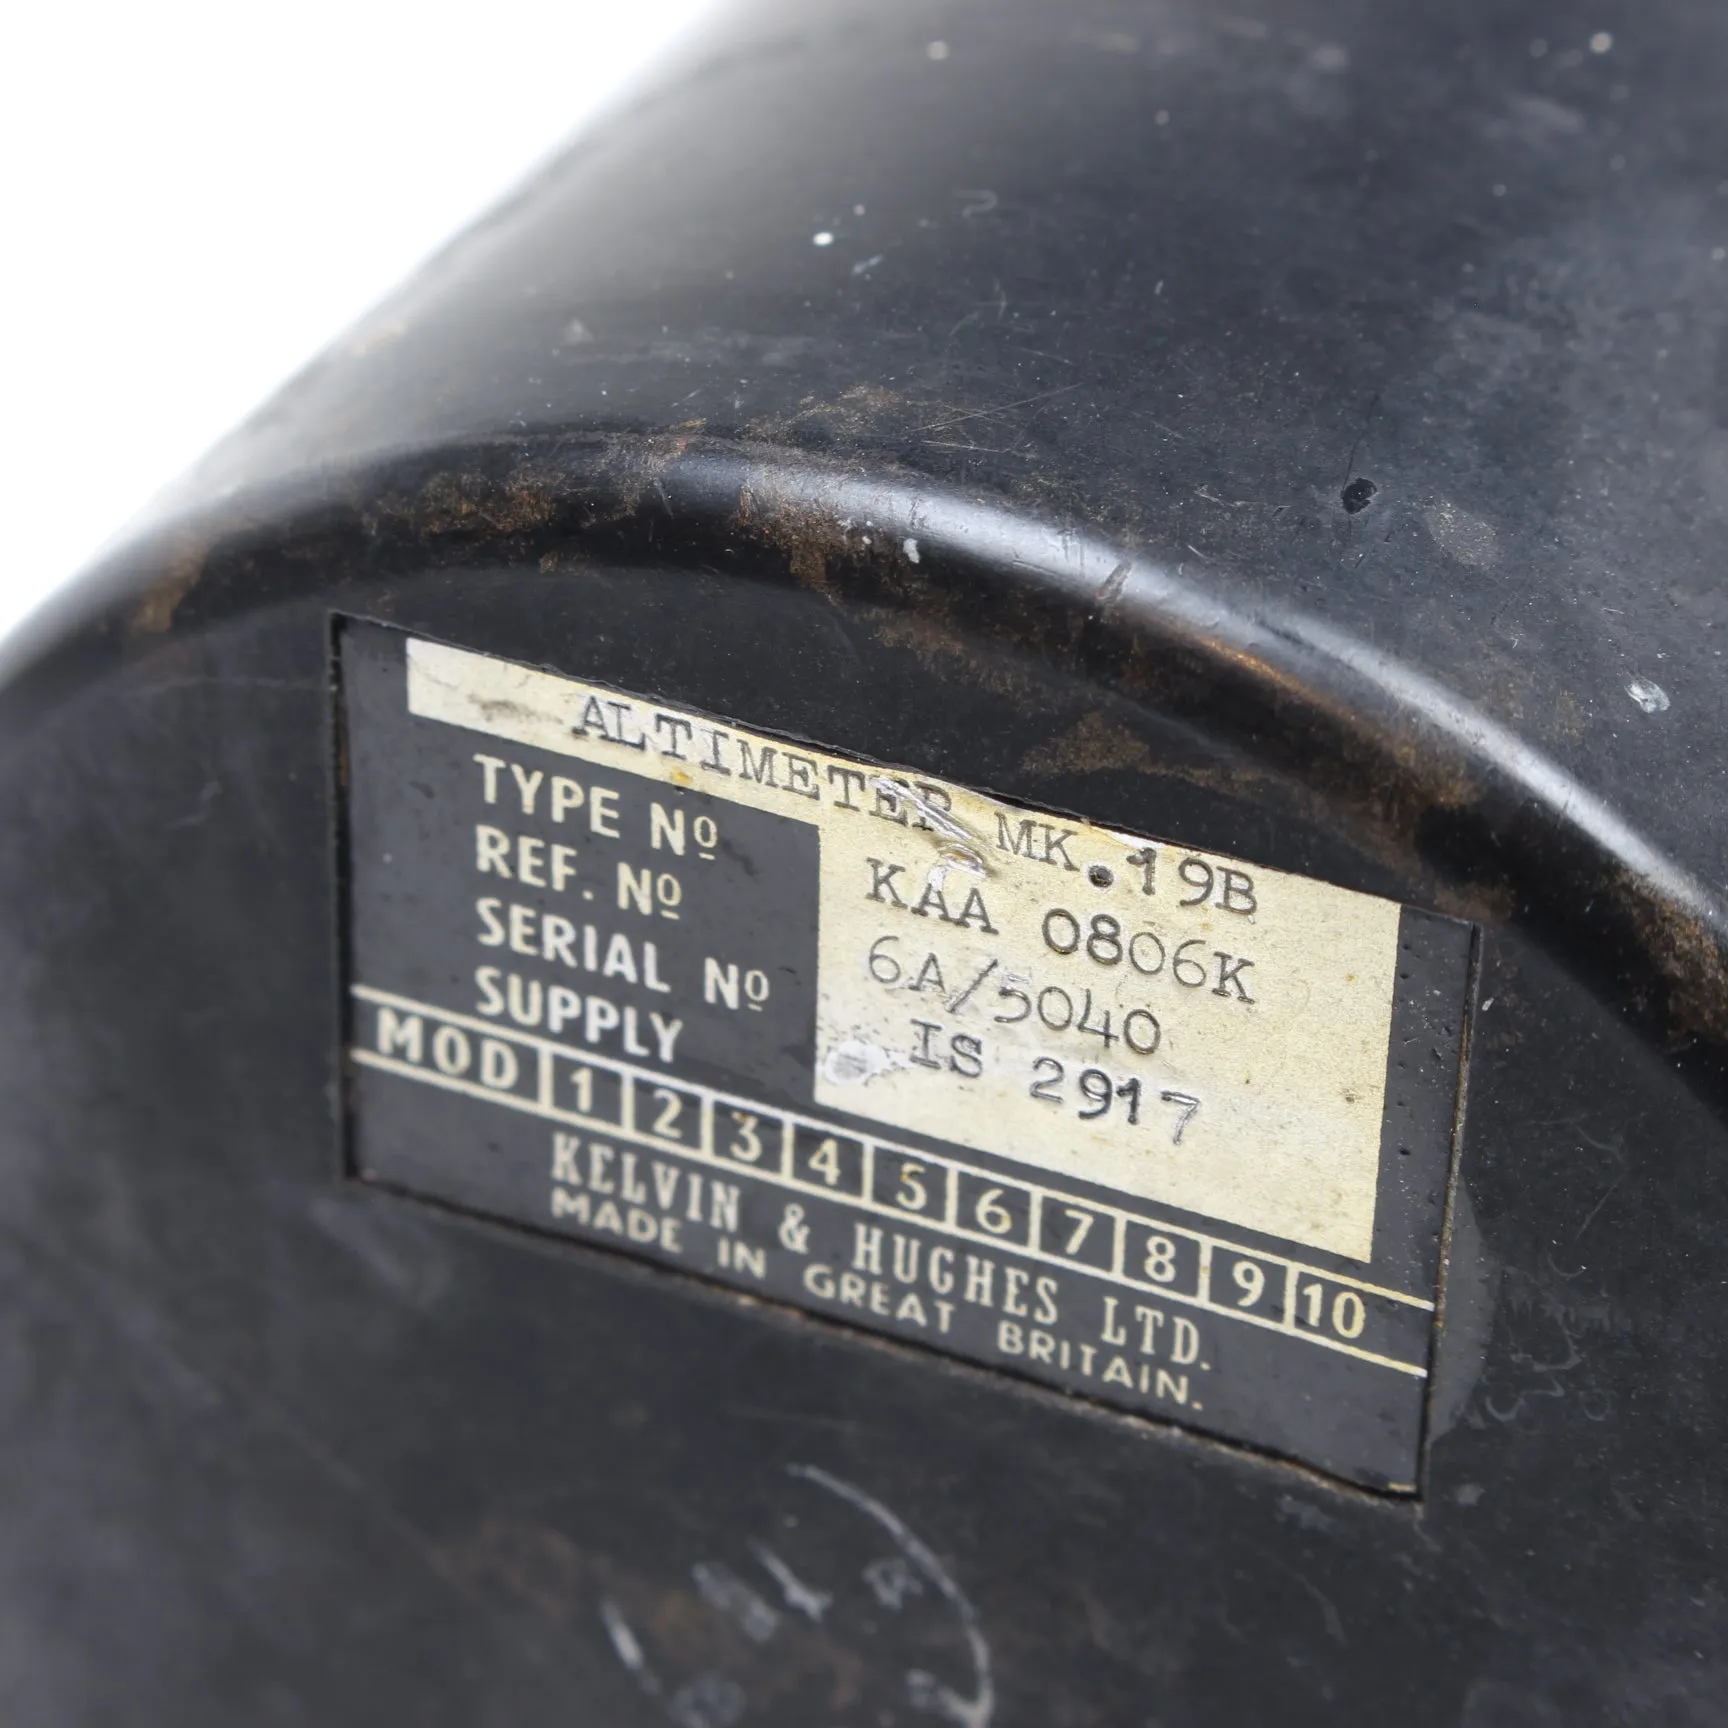 ALTIMETER MK.19B
TYPE Nº KAA 0806K
REF. Nº 6A/5040
SERIAL Nº IS 2917
SUPPLY
MOD 1 2 3 4 5 6 7 8 9 10
KELVIN & HUGHES LTD.
MADE IN GREAT BRITAIN.